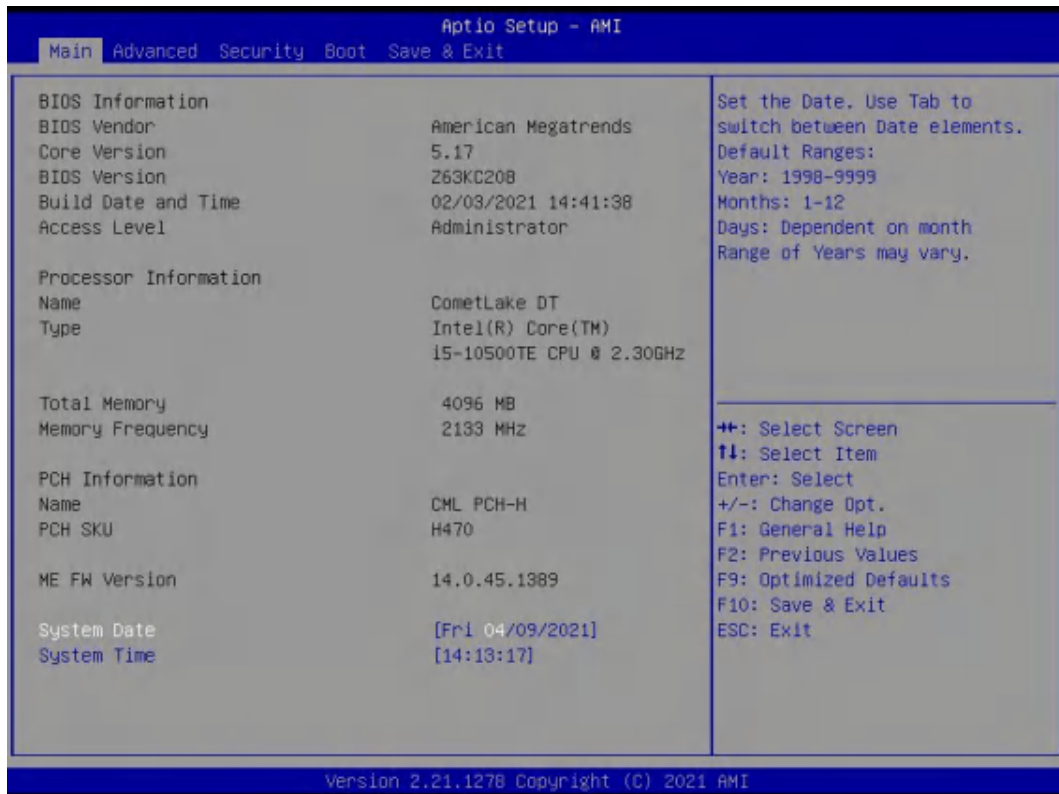 Aptio Setup - AMI
Main Advanced Security Boot Save & Exit
BIOS Information
BIOS Vendor American Megatrends
Core Version 5.17
BIOS Version Z63KC208
Build Date and Time 02/03/2021 14:41:38
Access Level Administrator
Processor Information
Name CometLake DT
Type Intel(R) Core(TM)
i5-10500TE CPU @ 2.30GHz
Total Memory 4096 MB
Memory Frequency 2133 MHz
PCH Information
Name CML PCH-H
PCH SKU H470
ME FW Version 14.0.45.1389
System Date [Fri 04/09/2021]
System Time [14:13:17]
Set the Date. Use Tab to
switch between Date elements.
Default Ranges:
Year: 1998-9999
Months: 1-12
Days: Dependent on month
Range of Years may vary.
→←: Select Screen
↑↓: Select Item
Enter: Select
+/-: Change Opt.
F1: General Help
F2: Previous Values
F9: Optimized Defaults
F10: Save & Exit
ESC: Exit
Version 2.21.1278 Copyright (C) 2021 AMI